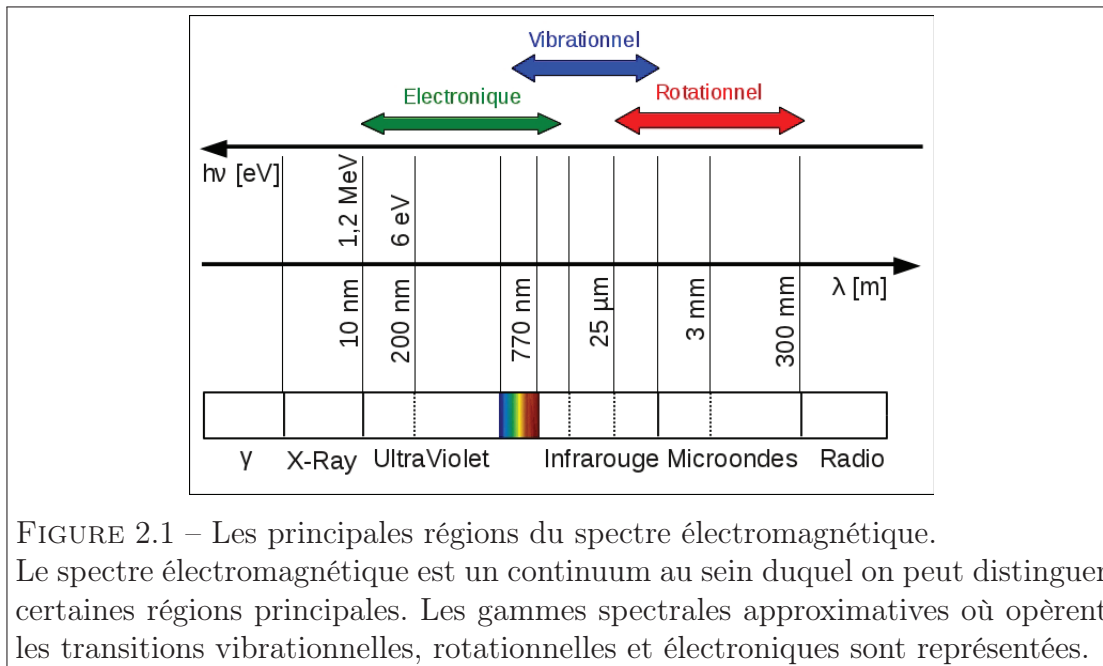 Vibrationnel
Electronique
Rotationnel
hν [eV]
1,2 MeV
6 eV
λ [m]
10 nm
200 nm
770 nm
25 µm
3 mm
300 mm
γ
X-Ray
UltraViolet
Infrarouge
Microondes
Radio
FIGURE 2.1 – Les principales régions du spectre électromagnétique.
Le spectre électromagnétique est un continuum au sein duquel on peut distinguer
certaines régions principales. Les gammes spectrales approximatives où opèrent
les transitions vibrationnelles, rotationnelles et électroniques sont représentées.